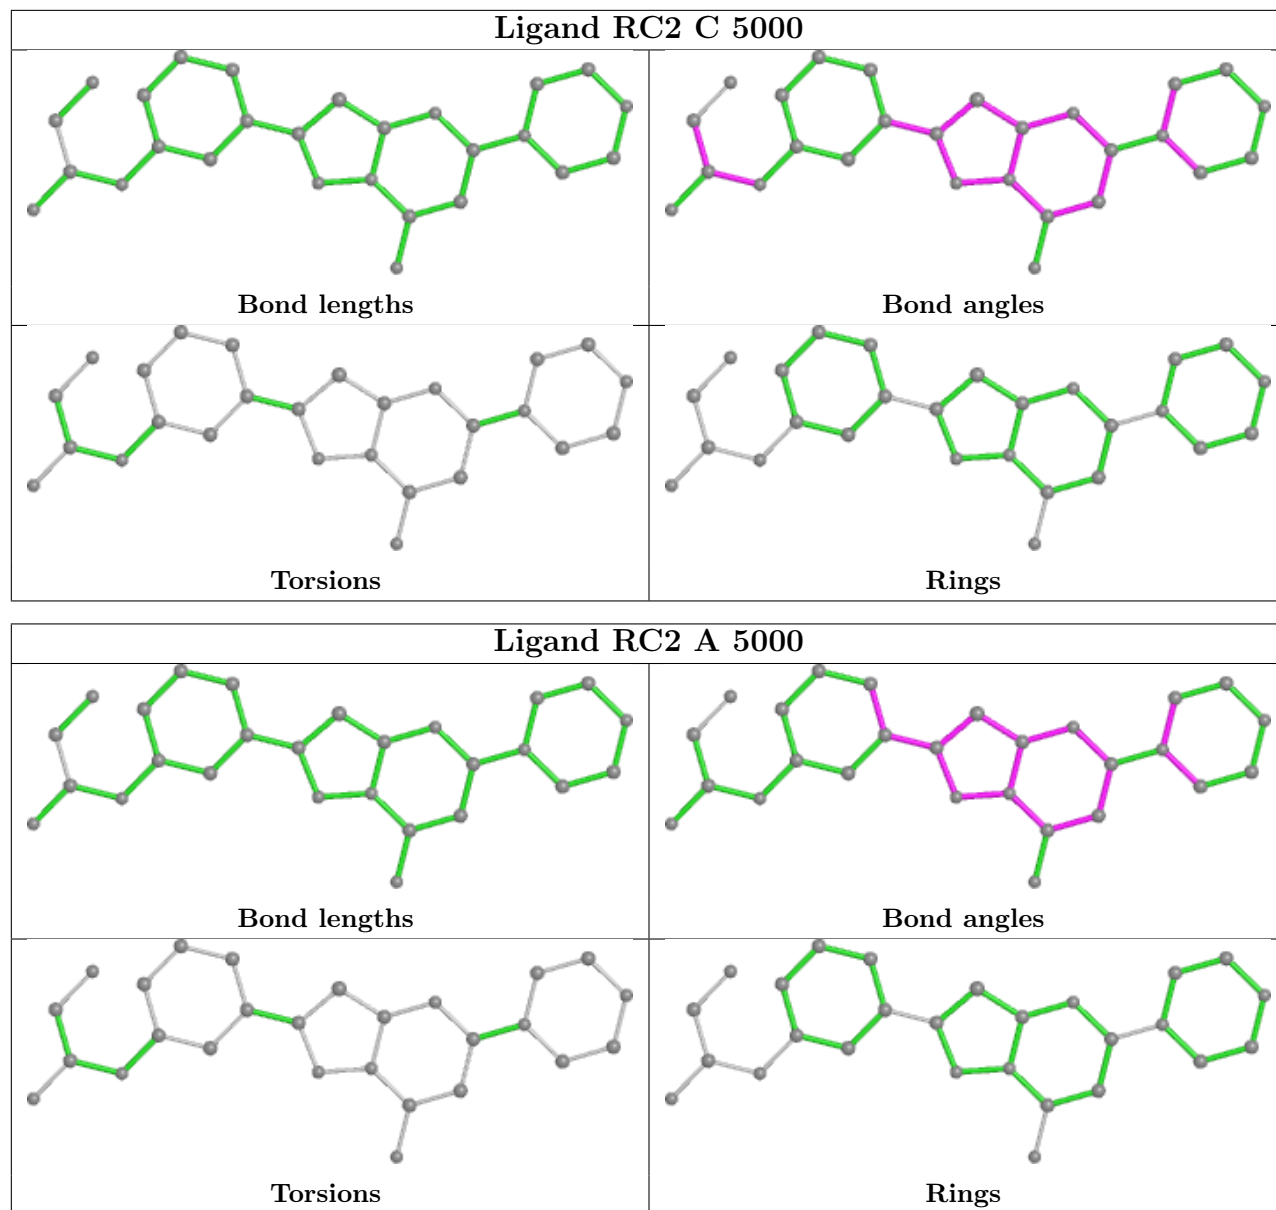 Ligand RC2 C 5000
Bond lengths
Bond angles
Torsions
Rings
Ligand RC2 A 5000
Bond lengths
Bond angles
Torsions
Rings